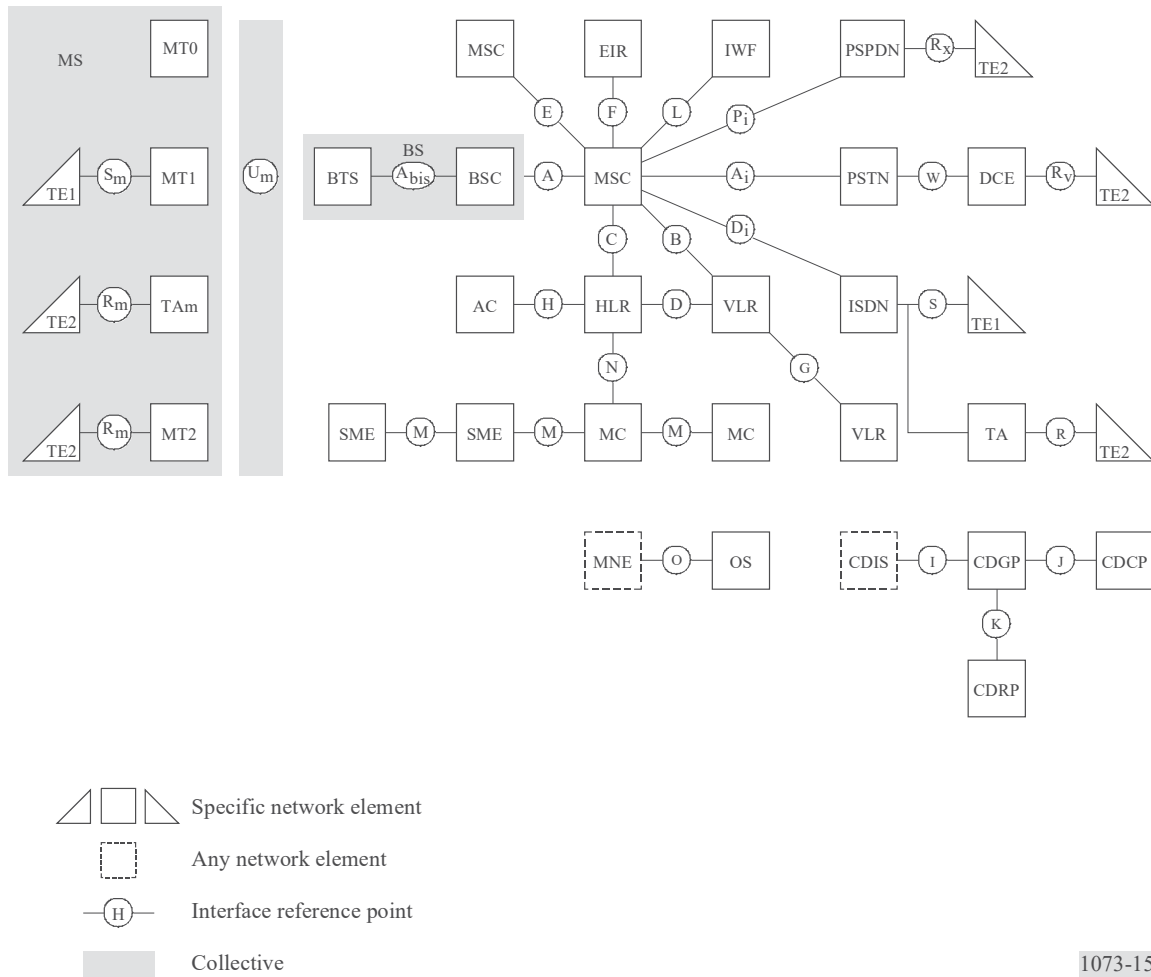 MS
MT0
MSC
EIR
IWF
PSPDN
Rx
TE2
E
F
L
Pi
TE1
Sm
MT1
Um
BS
BTS
Abis
BSC
A
MSC
Ai
PSTN
W
DCE
Rv
TE2
C
B
Di
TE2
Rm
TAm
AC
H
HLR
D
VLR
ISDN
S
TE1
N
G
TE2
Rm
MT2
SME
M
SME
M
MC
M
MC
VLR
TA
R
TE2
MNE
O
OS
CDIS
I
CDGP
J
CDCP
K
CDRP
Specific network element
Any network element
H
Interface reference point
Collective
1073-15